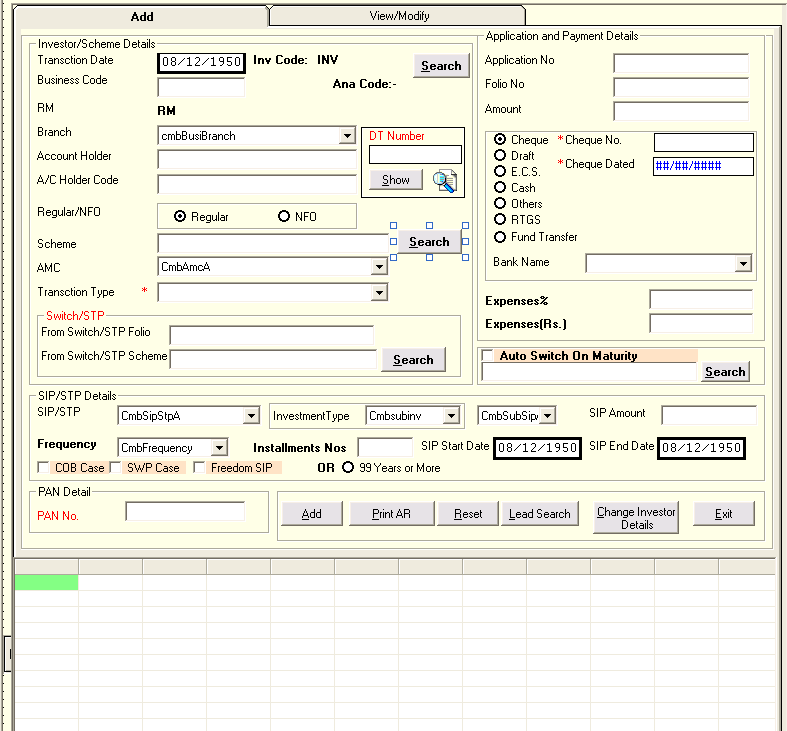 Add View/Modify
Investor/Scheme Details
Transction Date 08/12/1950 Inv Code: INV Search
Business Code Ana Code:-
RM RM
Branch cmbBusiBranch DT Number
Account Holder
A/C Holder Code Show
Regular/NFO Regular NFO
Scheme Search
AMC CmbAmcA
Transction Type *
Switch/STP
From Switch/STP Folio
From Switch/STP Scheme Search
Application and Payment Details
Application No
Folio No
Amount
Cheque *Cheque No.
Draft
*Cheque Dated ##/##/####
E.C.S.
Cash
Others
RTGS
Fund Transfer
Bank Name
Expenses%
Expenses(Rs.)
Auto Switch On Maturity
Search
SIP/STP Details
SIP/STP CmbSipStpA InvestmentType Cmbsubinv CmbSubSip SIP Amount
Frequency CmbFrequency Installments Nos SIP Start Date 08/12/1950 SIP End Date 08/12/1950
COB Case SWP Case Freedom SIP OR 99 Years or More
PAN Detail
PAN No.
Add Print AR Reset Lead Search Change Investor Details Exit